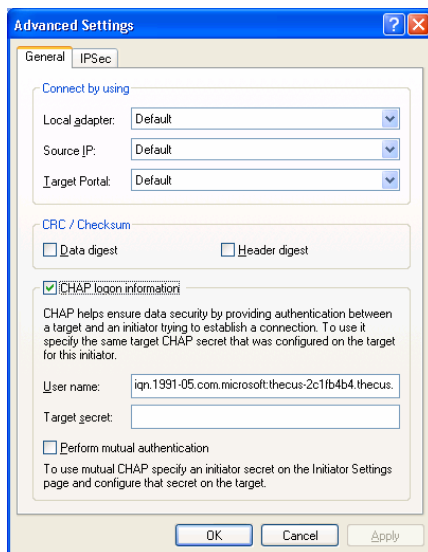 Advanced Settings
General IPSec
Connect by using
Local adapter: Default
Source IP: Default
Target Portal: Default
CRC / Checksum
Data digest Header digest
CHAP logon information
CHAP helps ensure data security by providing authentication between
a target and an initiator trying to establish a connection. To use it
specify the same target CHAP secret that was configured on the target
for this initiator.
User name: iqn.1991-05.com.microsoft:thecus-2c1fb4b4.thecus.
Target secret:
Perform mutual authentication
To use mutual CHAP specify an initiator secret on the Initiator Settings
page and configure that secret on the target.
OK Cancel Apply